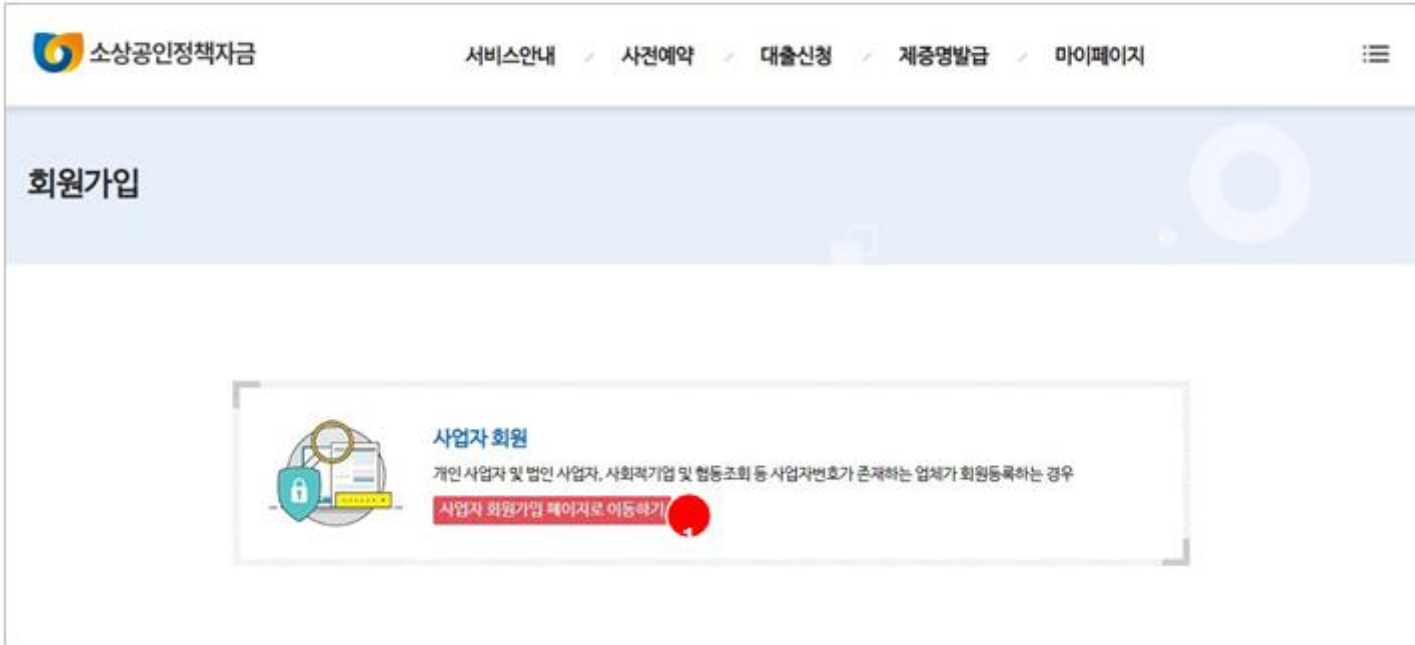 소상공인정책자금
서비스안내
사전예약
대출신청
제증명발급
마이페이지
회원가입
사업자 회원
개인 사업자 및 법인 사업자, 사회적기업 및 협동조회 등 사업자번호가 존재하는 업체가 회원등록하는 경우
사업자 회원가입 페이지로 이동하기
1